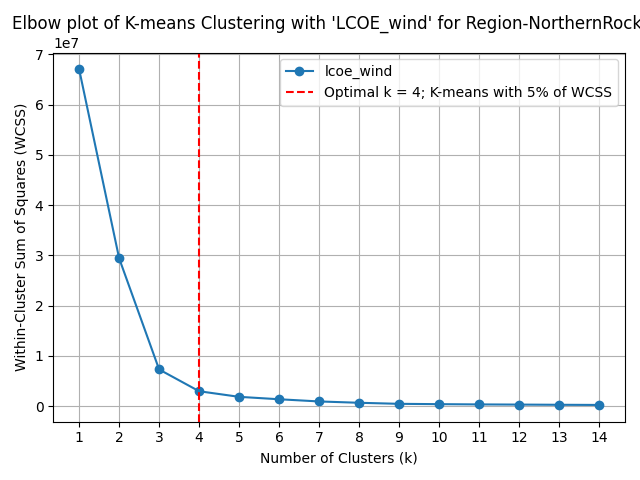 Elbow plot of K-means Clustering with 'LCOE_wind' for Region-NorthernRock
1e7
7
6
5
4
3
2
1
0
Within-Cluster Sum of Squares (WCSS)
lcoe_wind
Optimal k = 4; K-means with 5% of WCSS
1 2 3 4 5 6 7 8 9 10 11 12 13 14
Number of Clusters (k)